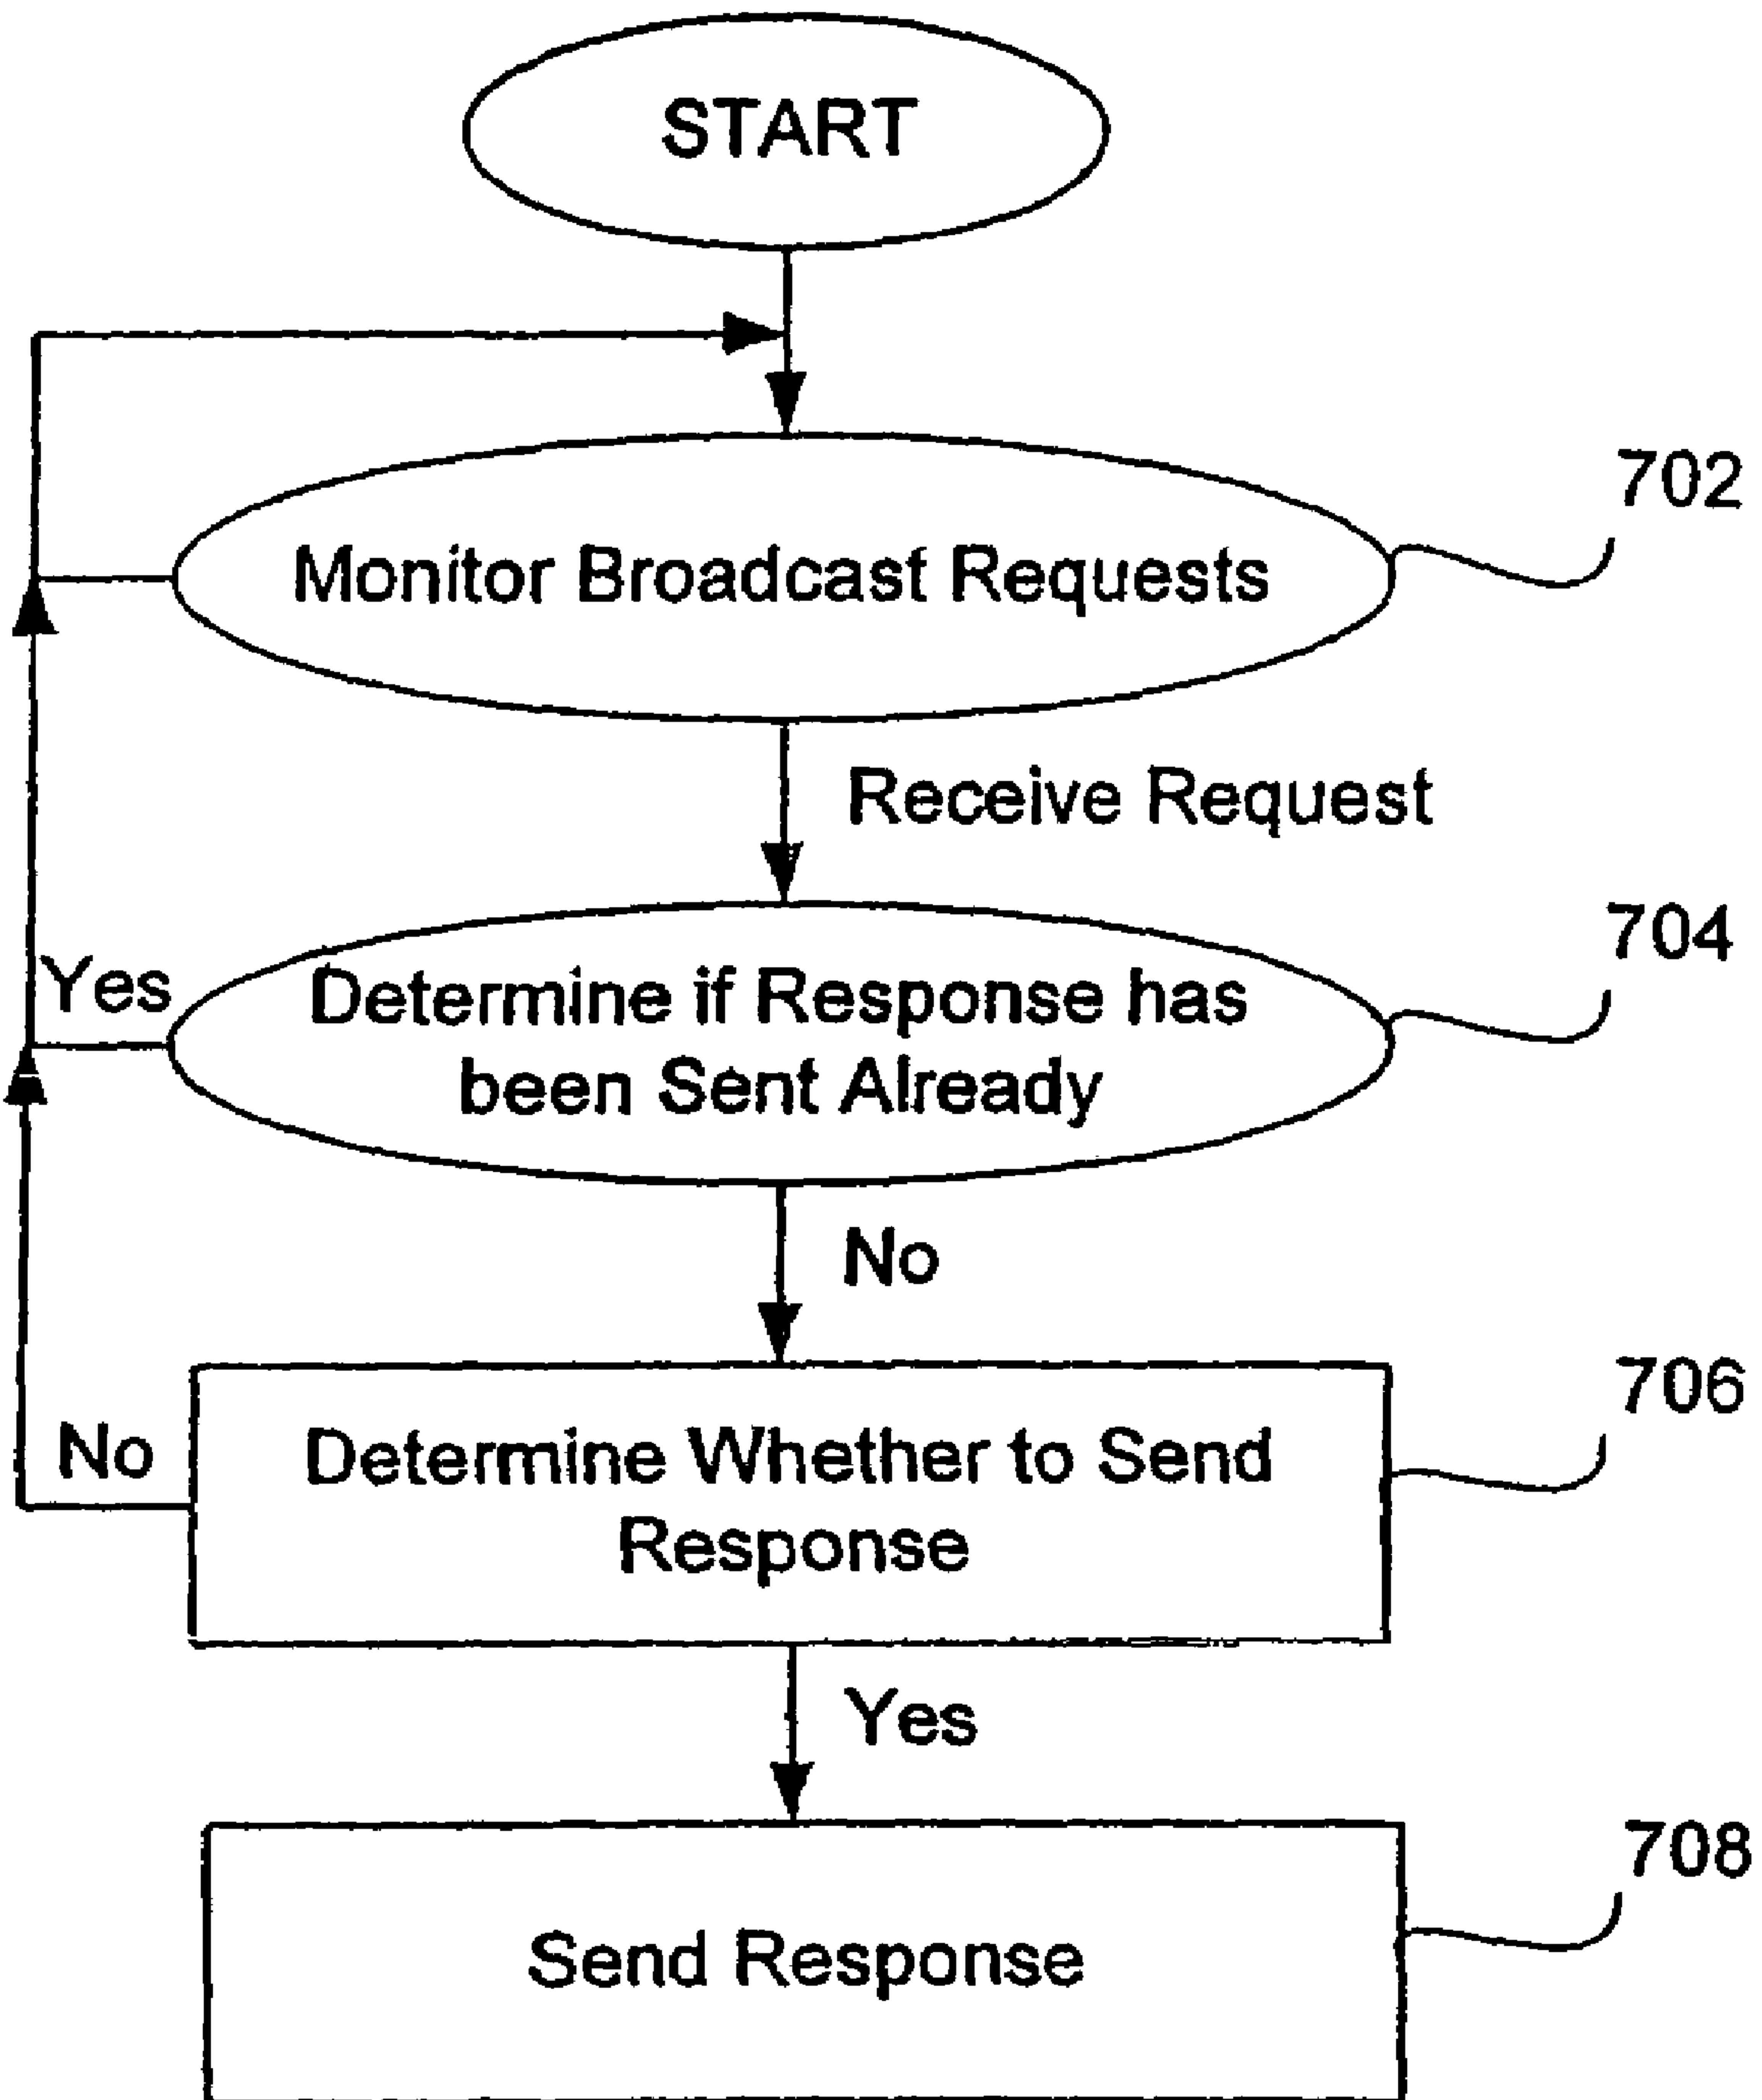 START
702
Monitor Broadcast Requests
Receive Request
704
Yes
Determine if Response has
been Sent Already
No
706
No
Determine Whether to Send
Response
Yes
708
Send Response